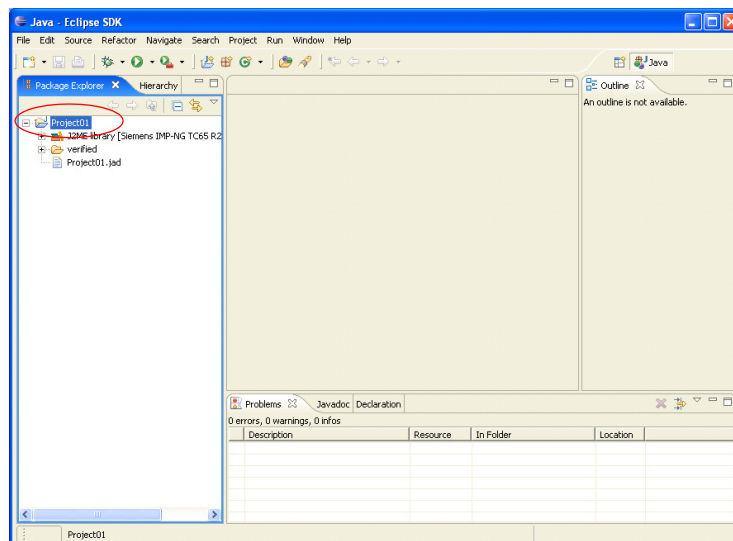 Java - Eclipse SDK
File Edit Source Refactor Navigate Search Project Run Window Help
Java
Package Explorer Hierarchy
Outline
An outline is not available.
Project01
J2ME library [Siemens IMP-NG TC65 R2
verified
Project01.jad
Problems Javadoc Declaration
0 errors, 0 warnings, 0 infos
Description Resource In Folder Location
Project01